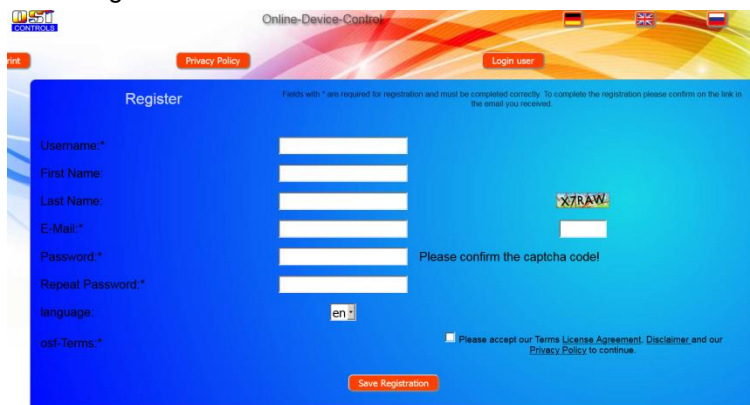 OSF
CONTROLS
Online-Device-Control
rint
Privacy Policy
Login user
Register
Fields with * are required for registration and must be completed correctly. To complete the registration please confirm on the link in
the email you received.
Username:*
First Name:
Last Name:
X7RAW
E-Mail:*
Password:*
Please confirm the captcha code!
Repeat Password:*
language:
en
osf-Terms:*
Please accept our Terms License Agreement, Disclaimer and our
Privacy Policy to continue.
Save Registration